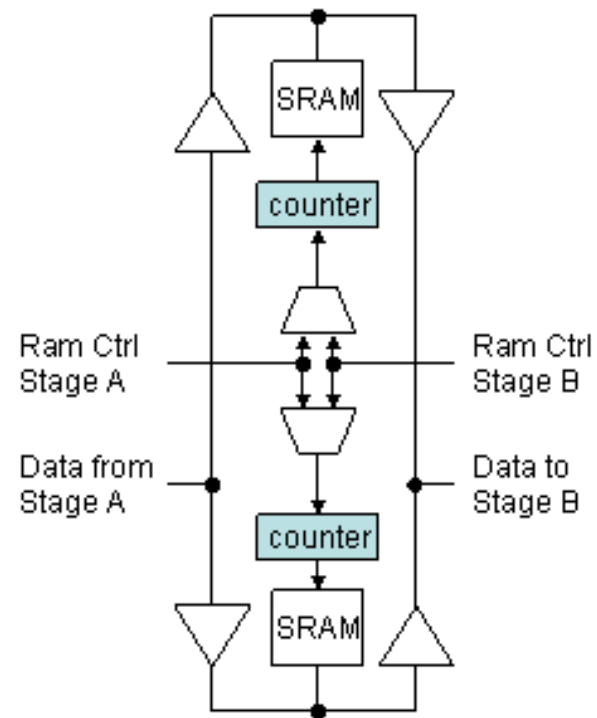 SRAM
counter
Ram Ctrl
Stage A
Ram Ctrl
Stage B
Data from
Stage A
Data to
Stage B
counter
SRAM